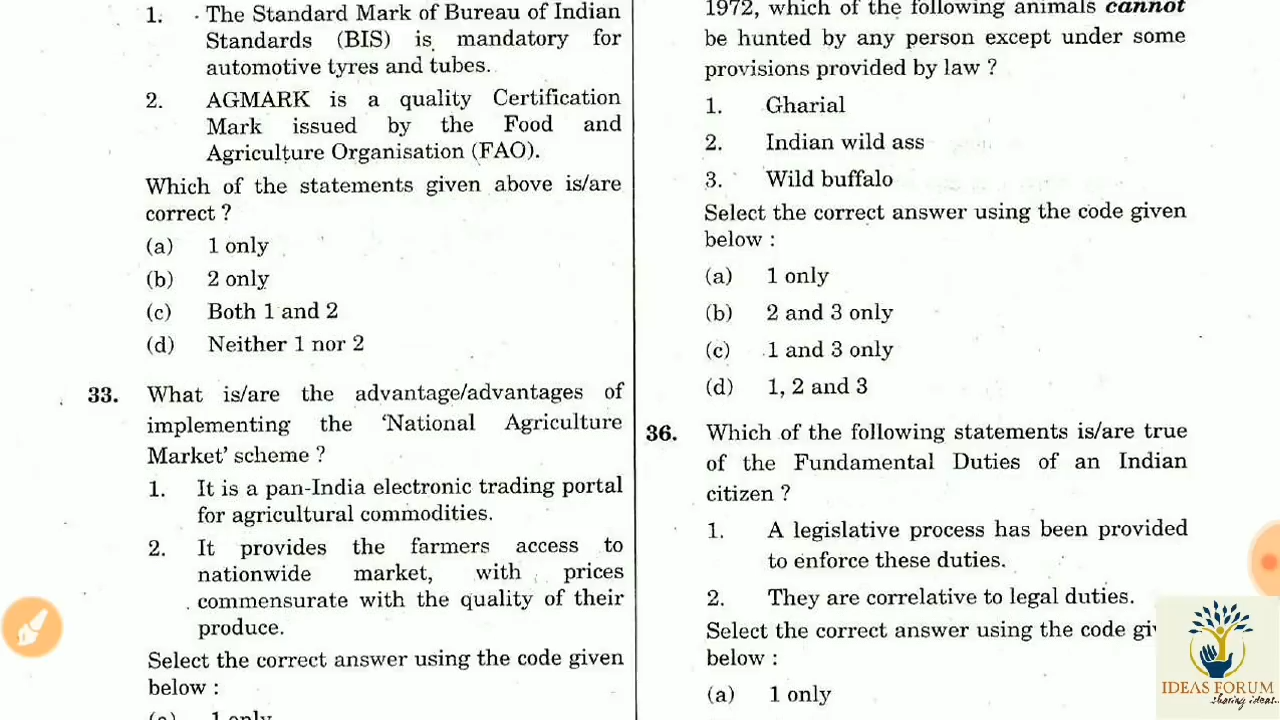 1. The Standard Mark of Bureau of Indian
Standards (BIS) is mandatory for
automotive tyres and tubes.
2. AGMARK is a quality Certification
Mark issued by the Food and
Agriculture Organisation (FAO).
Which of the statements given above is/are
correct ?
(a) 1 only
(b) 2 only
(c) Both 1 and 2
(d) Neither 1 nor 2
33. What is/are the advantage/advantages of
implementing the ‘National Agriculture
Market’ scheme ?
1. It is a pan-India electronic trading portal
for agricultural commodities.
2. It provides the farmers access to
nationwide market, with prices
commensurate with the quality of their
produce.
Select the correct answer using the code given
below :
(a) 1 only
1972, which of the following animals cannot
be hunted by any person except under some
provisions provided by law ?
1. Gharial
2. Indian wild ass
3. Wild buffalo
Select the correct answer using the code given
below :
(a) 1 only
(b) 2 and 3 only
(c) 1 and 3 only
(d) 1, 2 and 3
36. Which of the following statements is/are true
of the Fundamental Duties of an Indian
citizen ?
1. A legislative process has been provided
to enforce these duties.
2. They are correlative to legal duties.
Select the correct answer using the code
below :
(a) 1 only
IDEAS FORUM
sharing ideas..